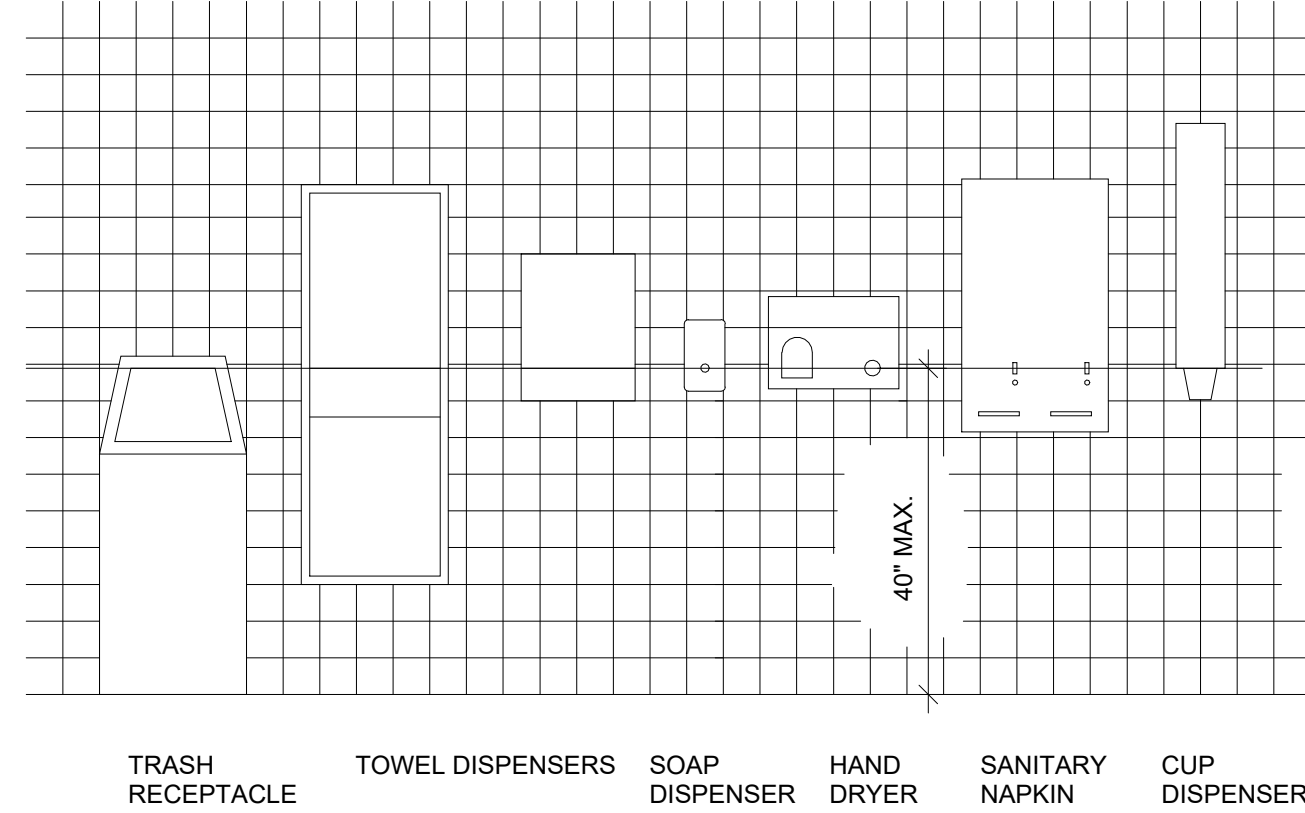 40" MAX.
TRASH
RECEPTACLE
TOWEL DISPENSERS
SOAP
DISPENSER
HAND
DRYER
SANITARY
NAPKIN
CUP
DISPENSER